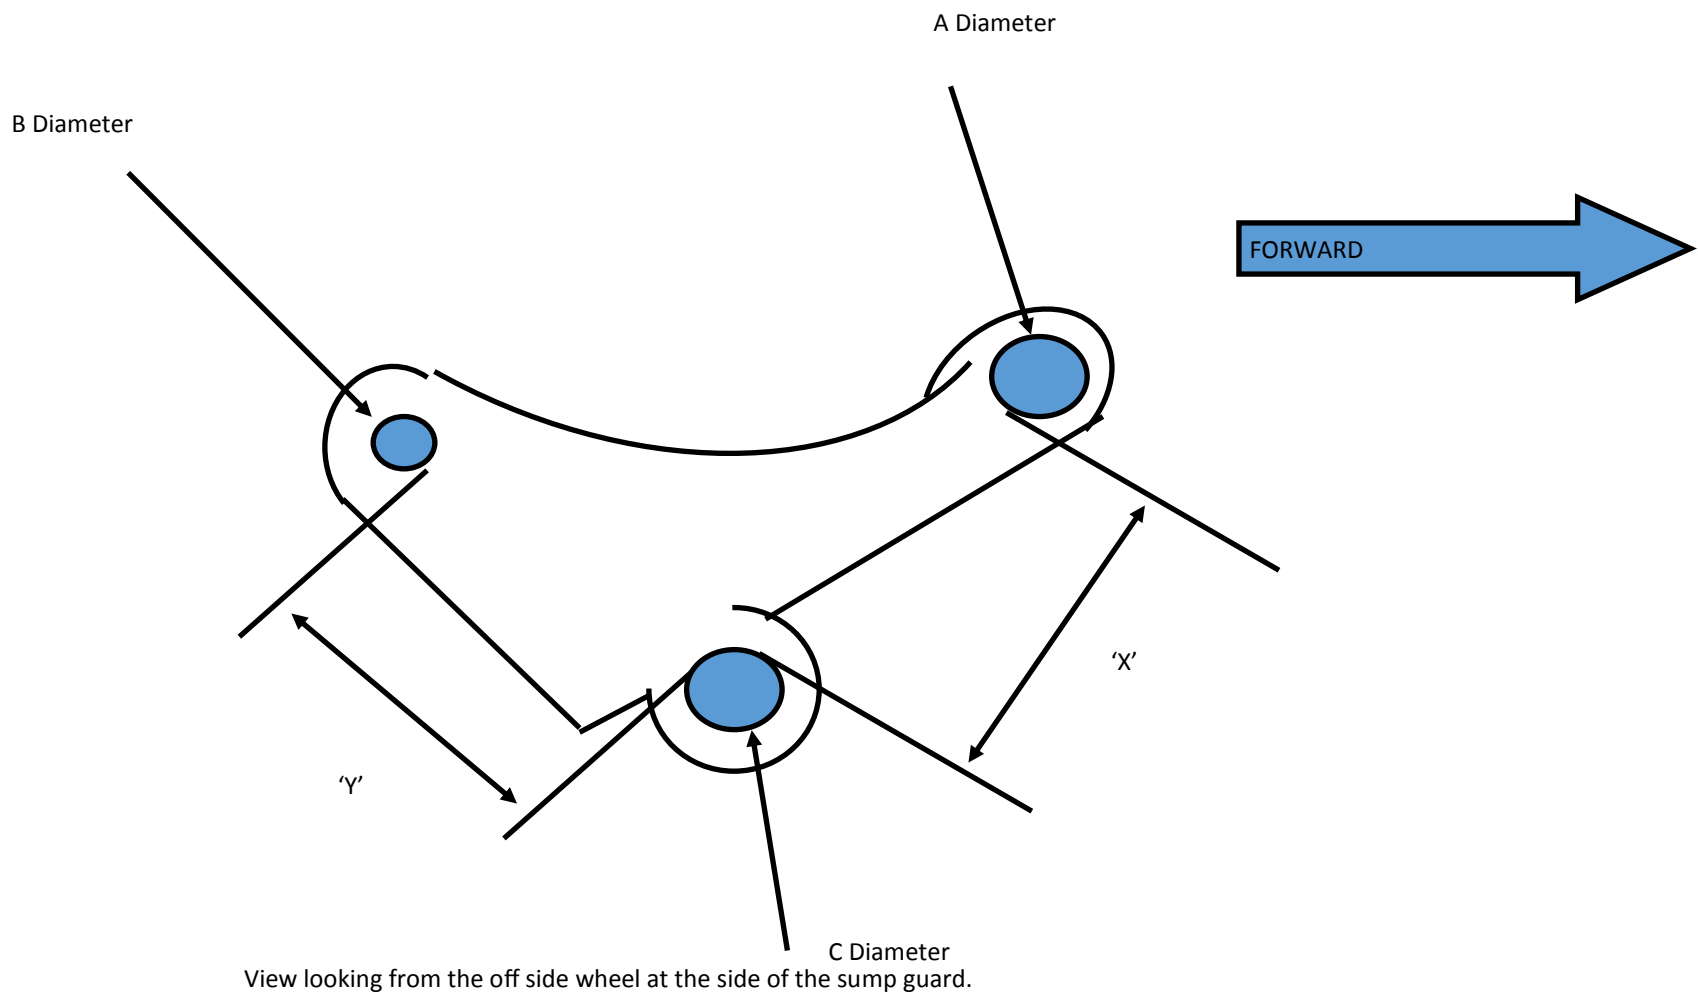 A Diameter
B Diameter
FORWARD
‘X’
‘Y’
C Diameter
View looking from the off side wheel at the side of the sump guard.